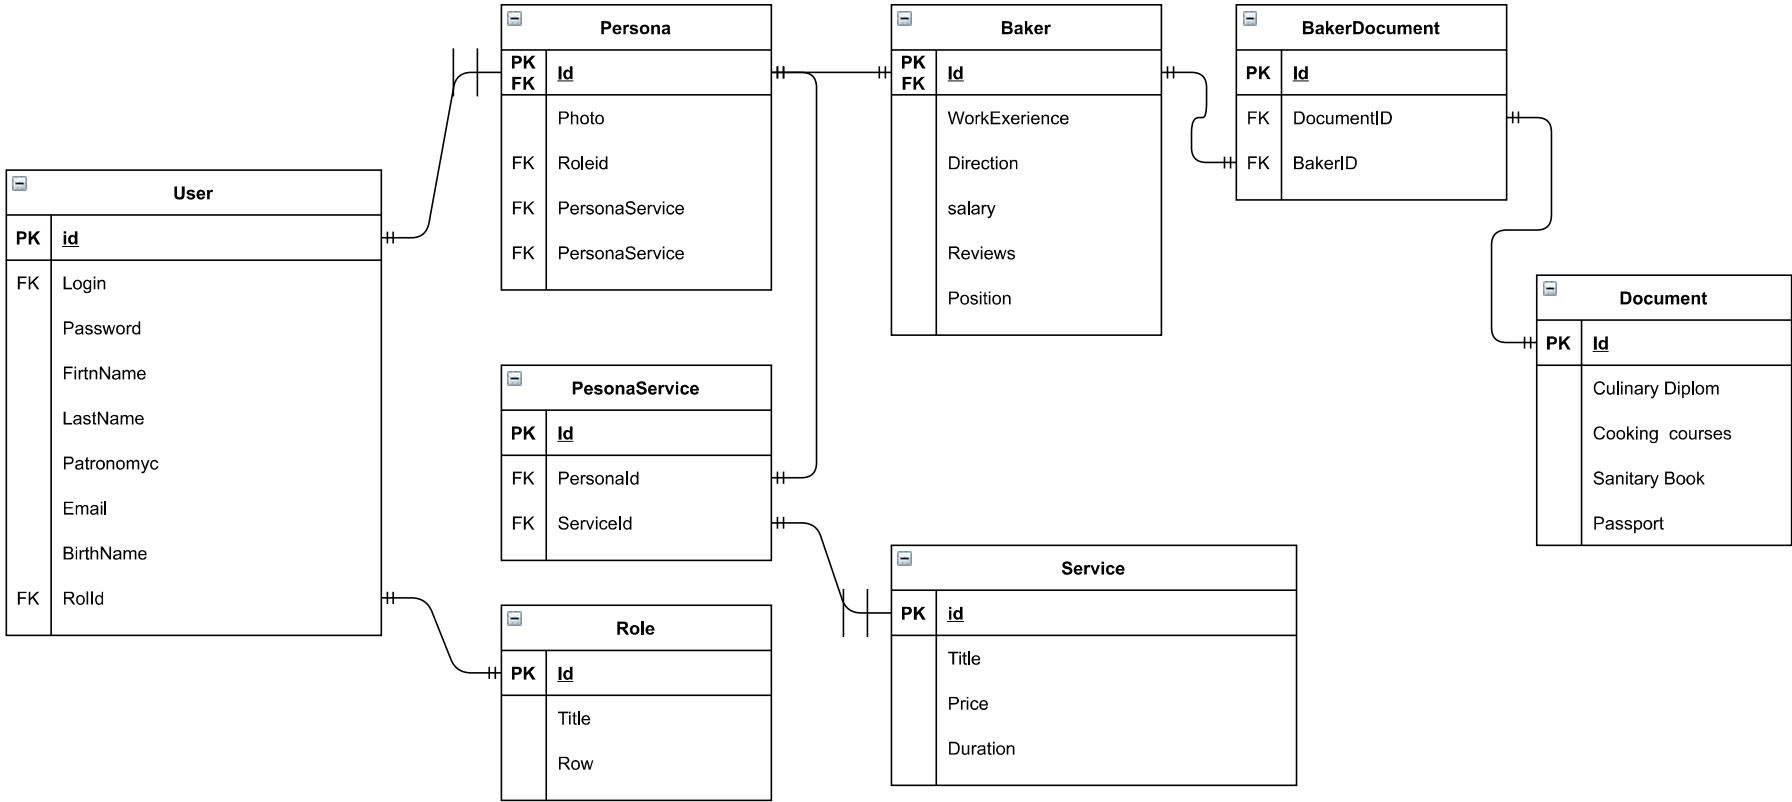 Persona
PK
FK
Id
Photo
FK Roleid
FK PersonaService
FK PersonaService
Baker
PK
FK
Id
WorkExerience
Direction
salary
Reviews
Position
BakerDocument
PK Id
FK DocumentID
FK BakerID
User
PK id
FK Login
Password
FirtnName
LastName
Patronomyc
Email
BirthName
FK RolId
PesonaService
PK Id
FK PersonaId
FK ServiceId
Document
PK Id
Culinary Diplom
Cooking courses
Sanitary Book
Passport
Role
PK Id
Title
Row
Service
PK id
Title
Price
Duration